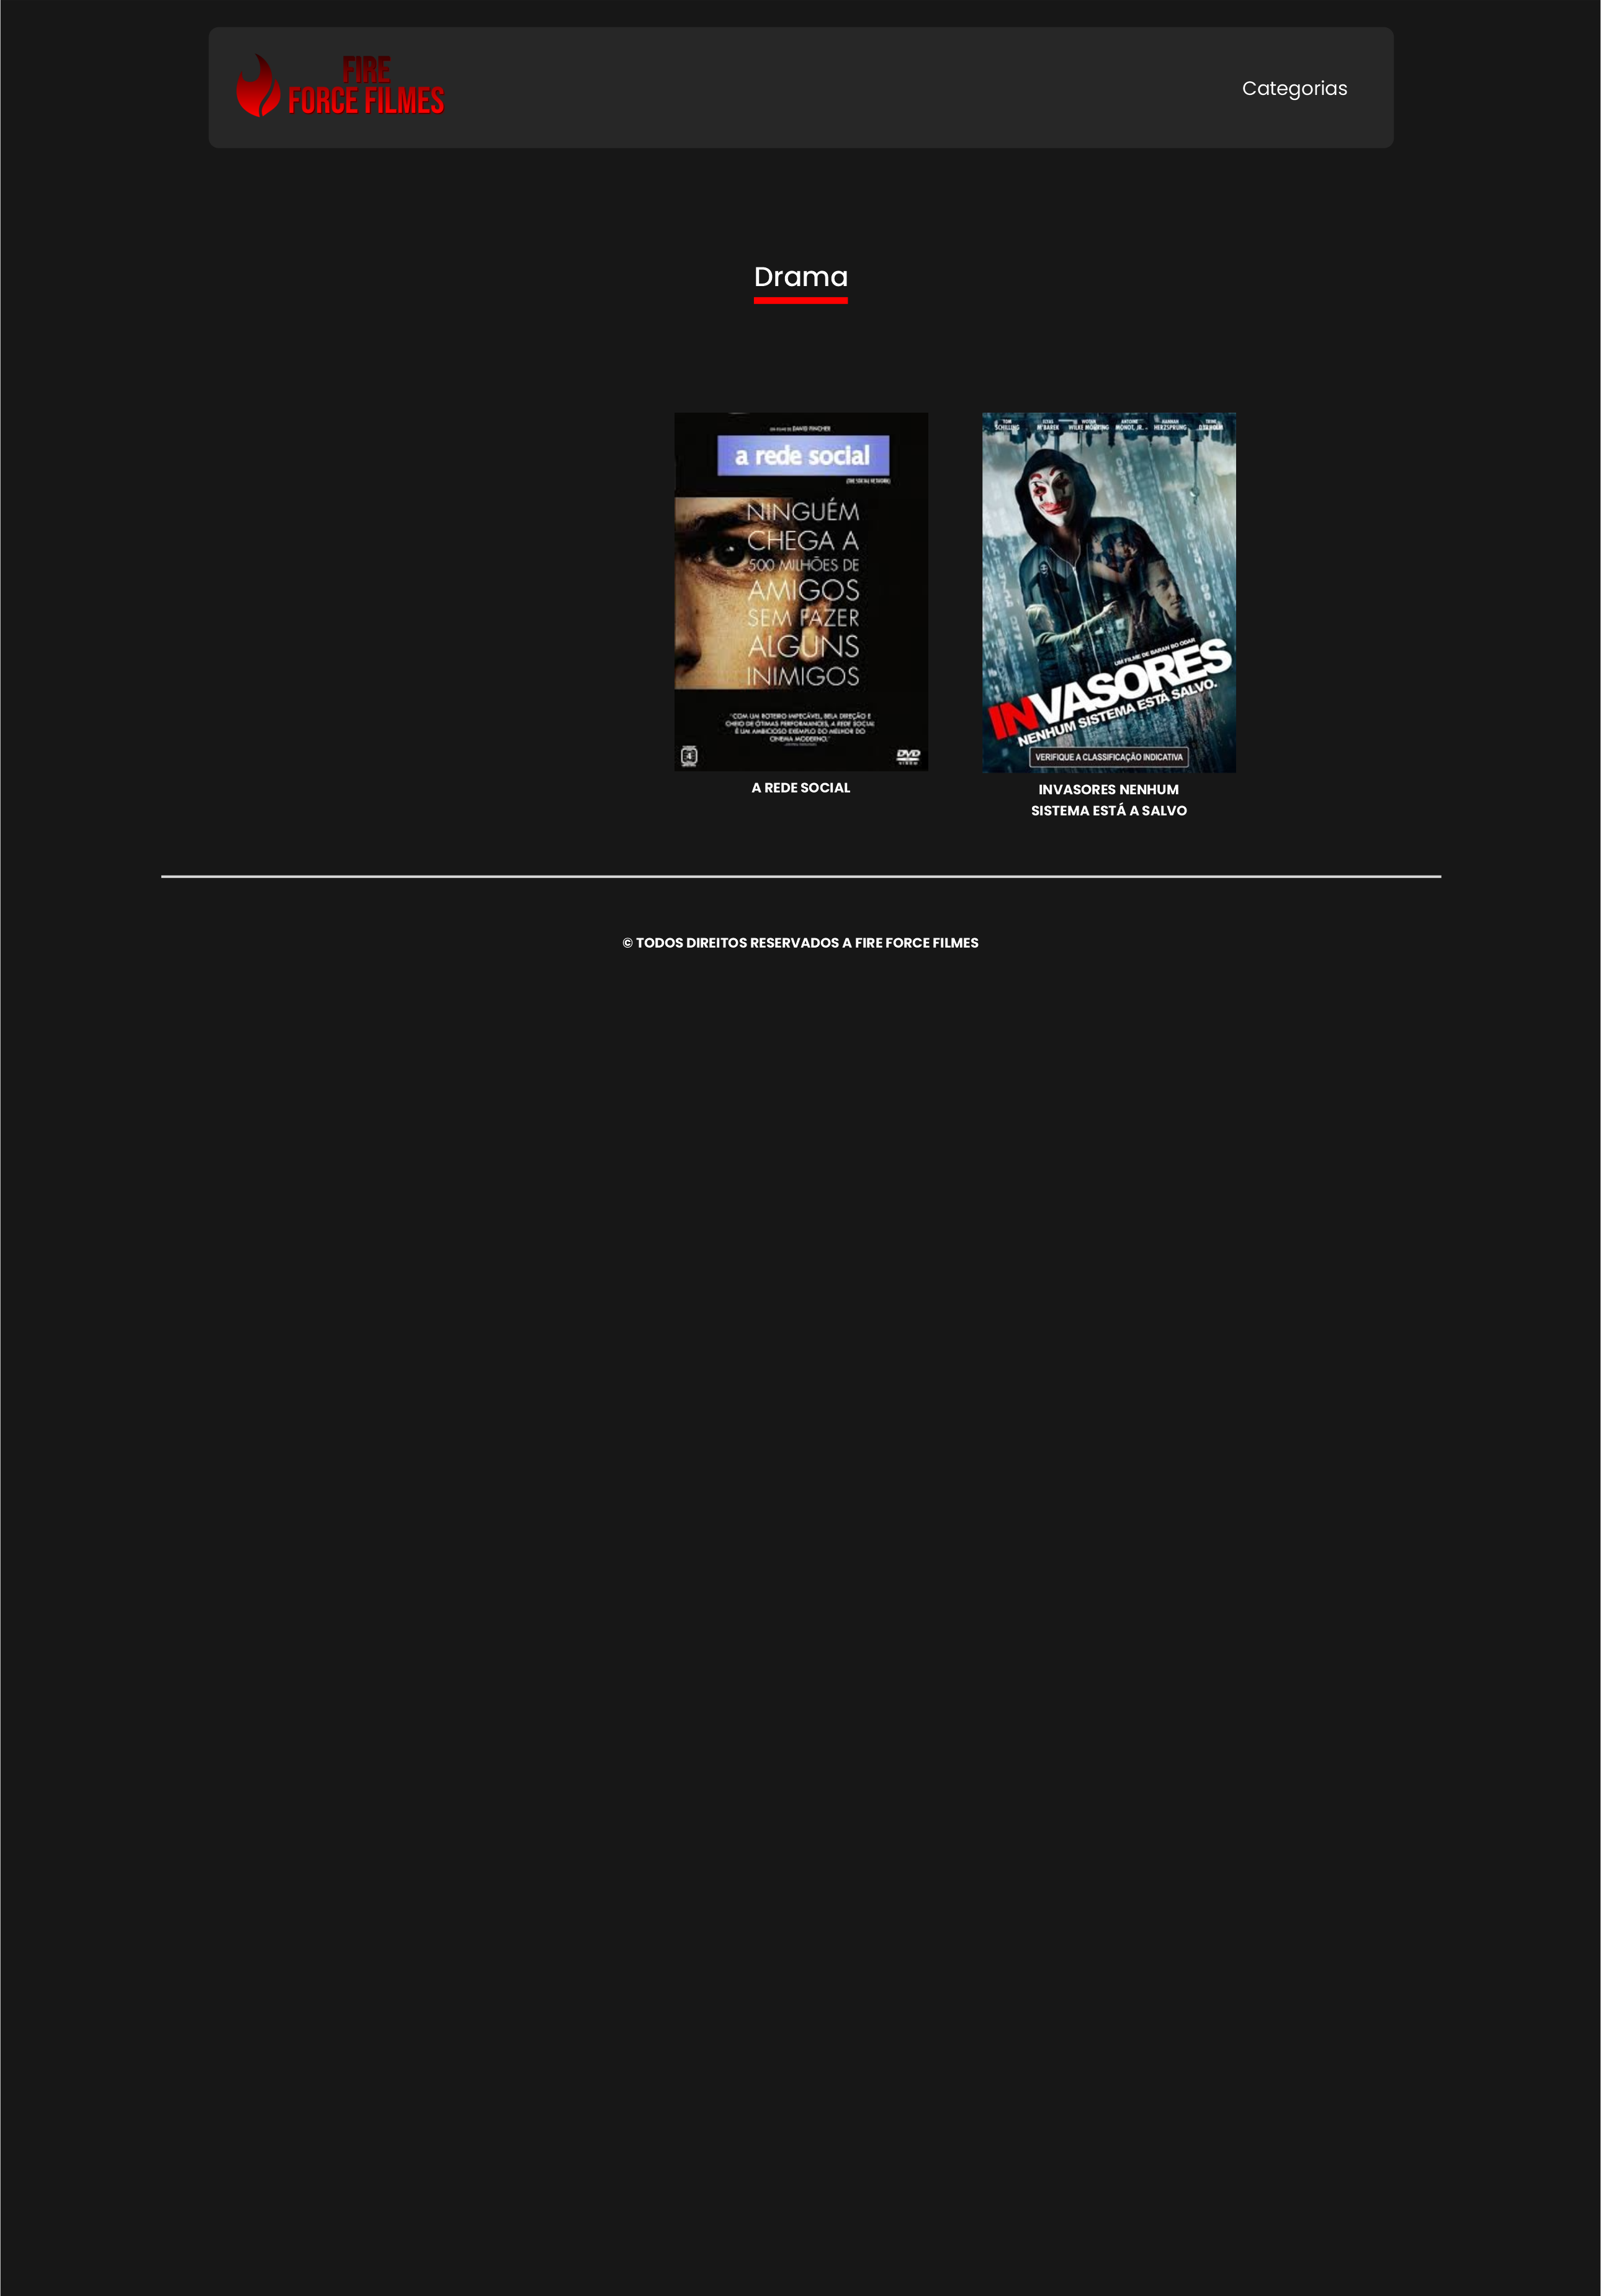 FIRE
FORCE FILMES
Categorias
Drama
UM FILME DE DAVID FINCHER
a rede social
(THE SOCIAL NETWORK)
NINGUÉM
CHEGA A
500 MILHÕES DE
AMIGOS
SEM FAZER
ALGUNS
INIMIGOS
"COM UM ROTEIRO IMPECÁVEL, BELA DIREÇÃO E
CHEIO DE ÓTIMAS PERFORMANCES, A REDE SOCIAL
É UM AMBICIOSO EXEMPLO DO MELHOR DO
CINEMA MODERNO."
DVD
VIDEO
A REDE SOCIAL
TOM SCHILLING ELYAS M'BAREK WOTAN WILKE MÖHRING ANTOINE MONOT, JR. HANNAH HERZSPRUNG TRINE DYRHOLM
UM FILME DE BARAN BO ODAR
INVASORES
NENHUM SISTEMA ESTÁ SALVO.
VERIFIQUE A CLASSIFICAÇÃO INDICATIVA
INVASORES NENHUM
SISTEMA ESTÁ A SALVO
© TODOS DIREITOS RESERVADOS A FIRE FORCE FILMES